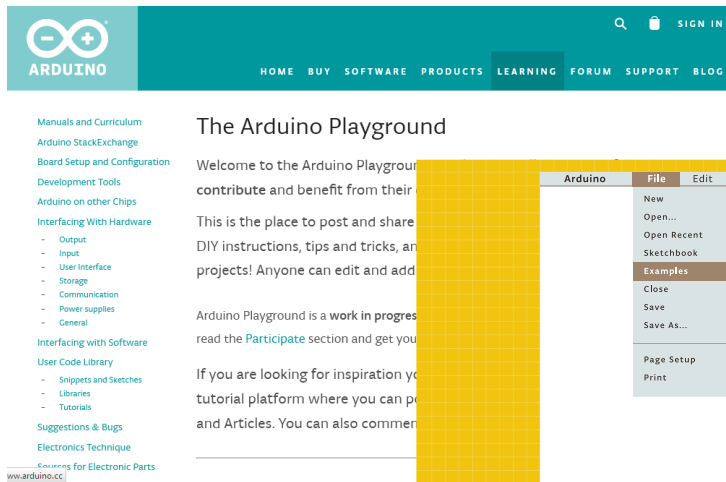 SIGN IN
ARDUINO
HOME BUY SOFTWARE PRODUCTS LEARNING FORUM SUPPORT BLOG
Manuals and Curriculum
Arduino StackExchange
Board Setup and Configuration
Development Tools
Arduino on other Chips
Interfacing With Hardware
- Output
- Input
- User Interface
- Storage
- Communication
- Power supplies
- General
Interfacing with Software
User Code Library
- Snippets and Sketches
- Libraries
- Tutorials
Suggestions & Bugs
Electronics Technique
Sources for Electronic Parts
www.arduino.cc
The Arduino Playground
Welcome to the Arduino
contribute and benefit from their
This is the place to post and share
DIY instructions, tips and tricks,
projects! Anyone can edit and add
Arduino Playground is a work in
read the Participate section and get
If you are looking for inspiration
tutorial platform where you can
and Articles. You can also
Arduino File Edit
New
Open...
Open Recent
Sketchbook
Examples
Close
Save
Save As...
Page Setup
Print